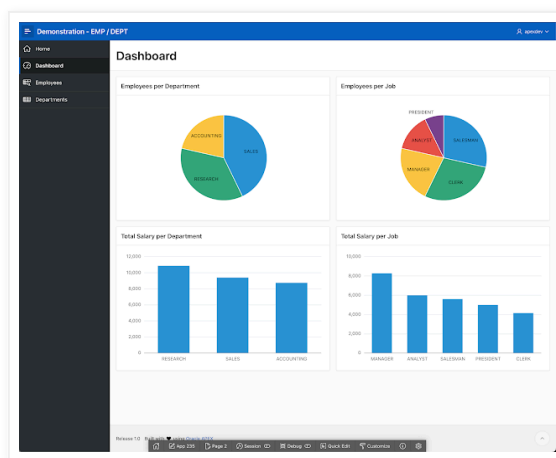 Demonstration - EMP / DEPT
apexdev
Home
Dashboard
Employees
Departments
Dashboard
Employees per Department
ACCOUNTING
SALES
RESEARCH
Employees per Job
PRESIDENT
ANALYST
SALESMAN
MANAGER
CLERK
Total Salary per Department
12,000
10,000
8,000
6,000
4,000
2,000
0
RESEARCH
SALES
ACCOUNTING
Total Salary per Job
10,000
8,000
6,000
4,000
2,000
0
MANAGER
ANALYST
SALESMAN
PRESIDENT
CLERK
Release 1.0
Built with
using
App 235
Page 2
Session
Debug
Quick Edit
Customize